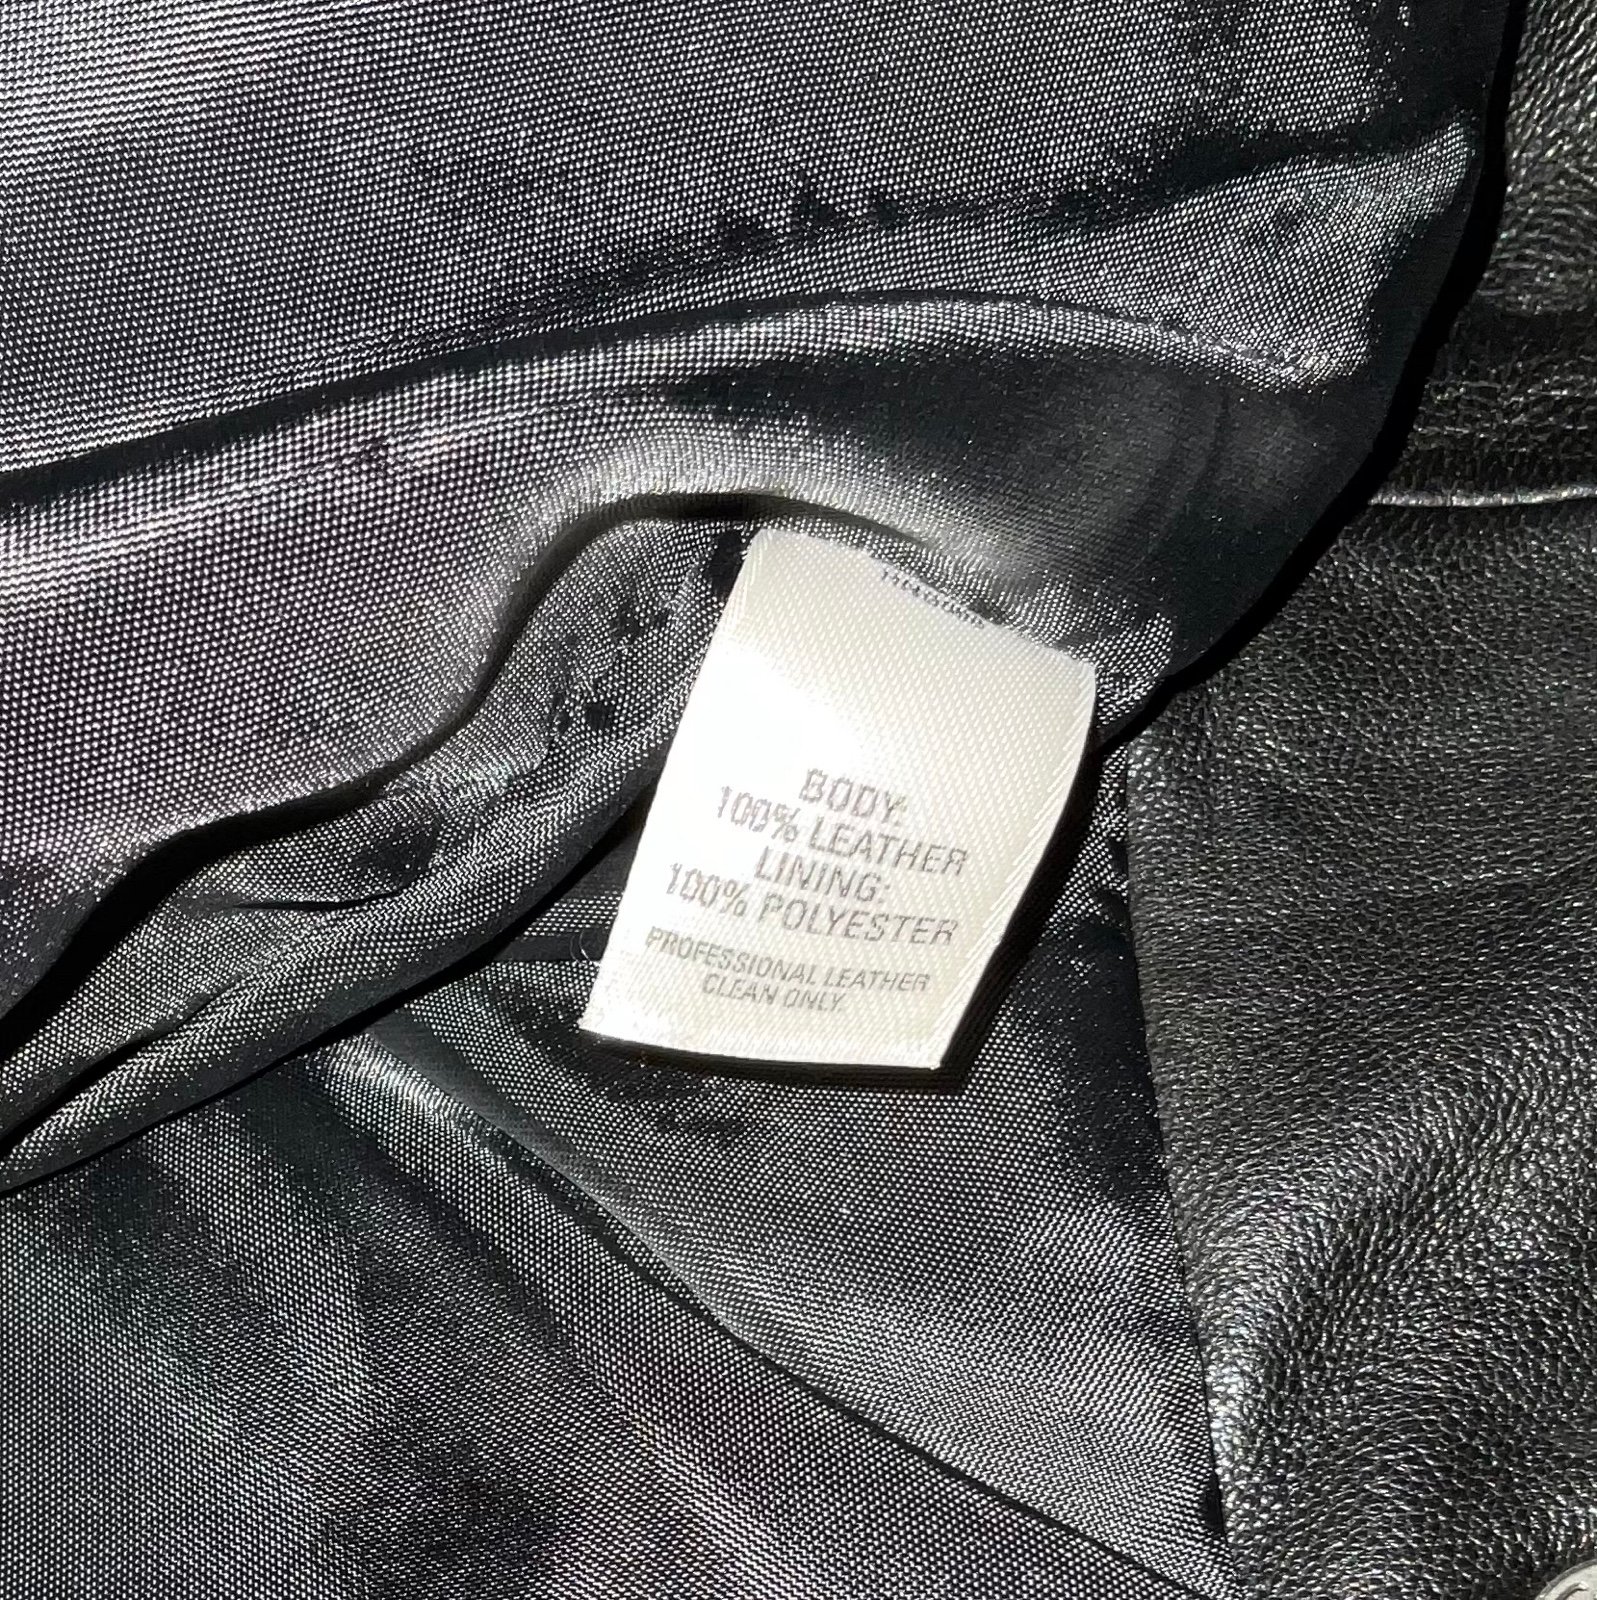 BODY:
100% LEATHER
LINING:
100% POLYESTER
PROFESSIONAL LEATHER
CLEAN ONLY.